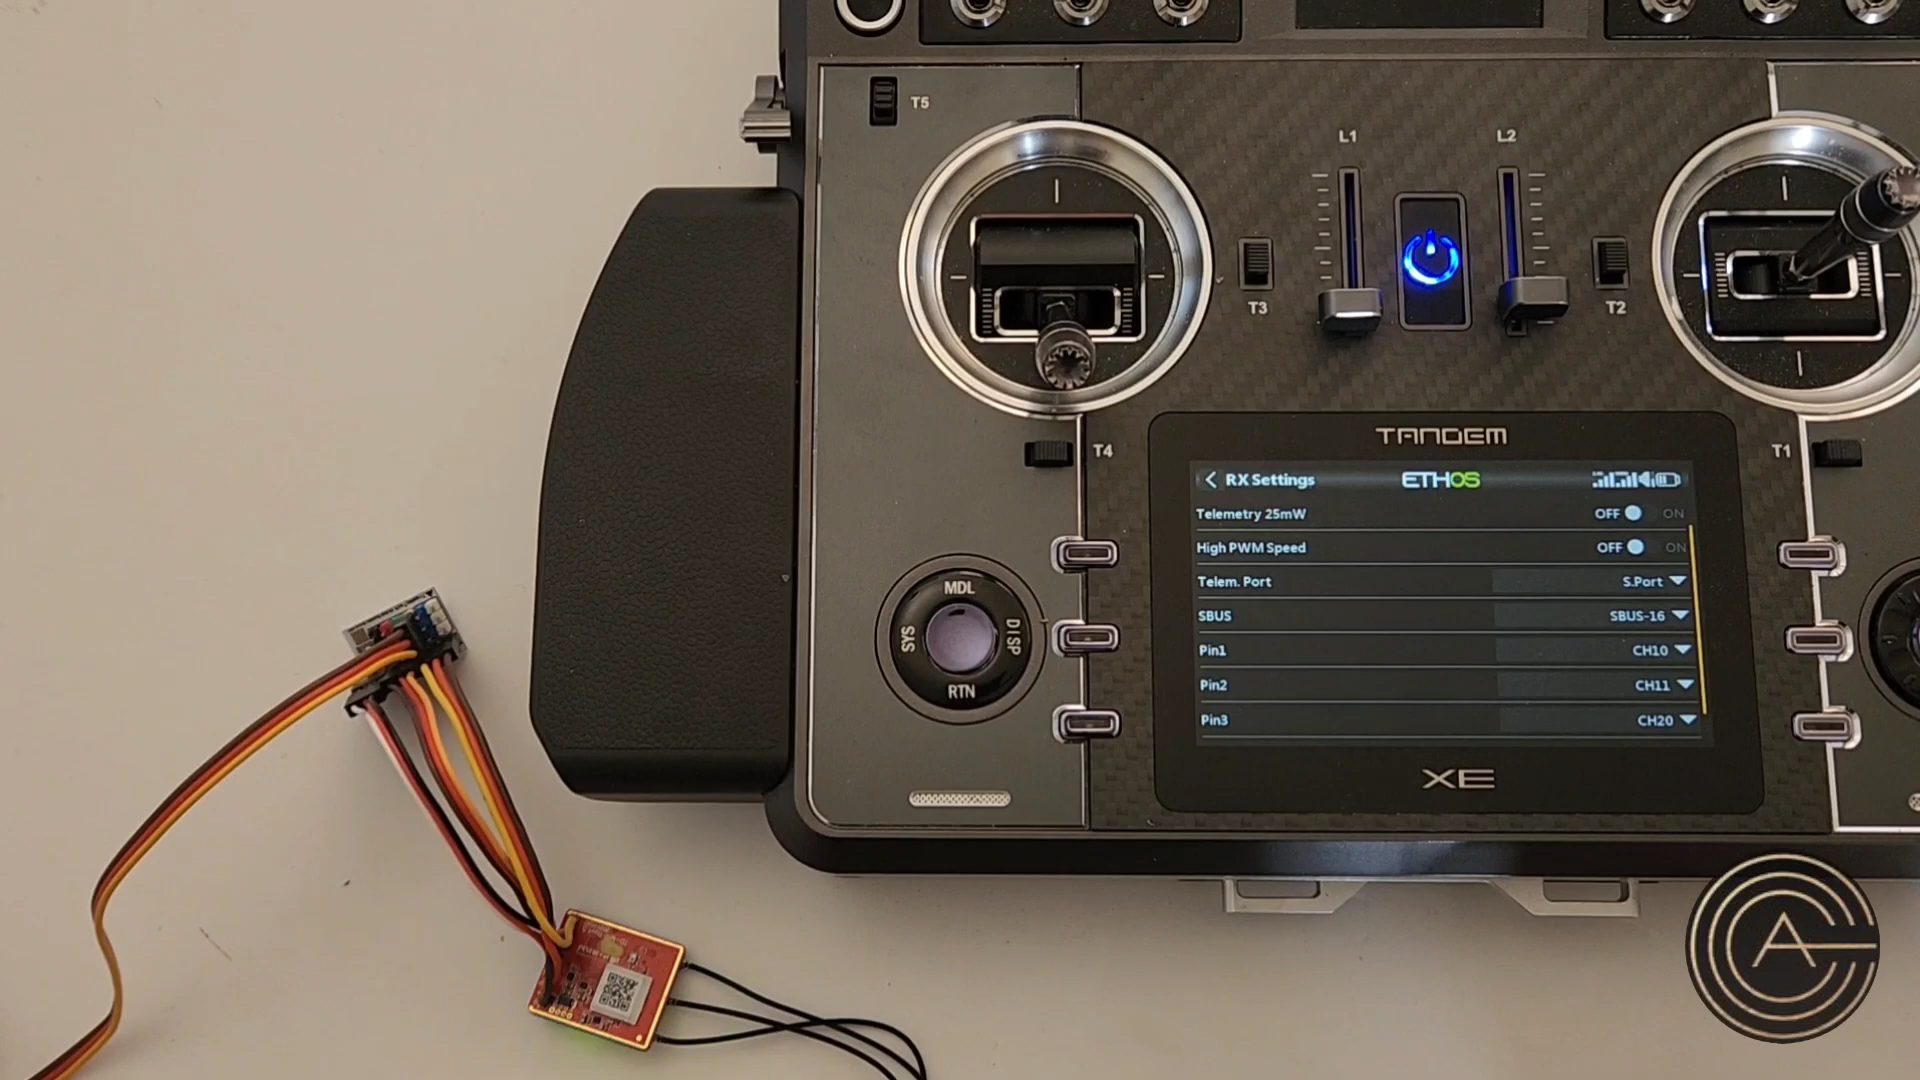 T5
L1
L2
T3
T2
T4
T1
TANDEM
RX Settings
ETHOS
Telemetry 25mW
OFF
ON
High PWM Speed
OFF
ON
Telem. Port
S.Port
SBUS
SBUS-16
Pin1
CH10
Pin2
CH11
Pin3
CH20
XE
MDL
SYS
DISP
RTN